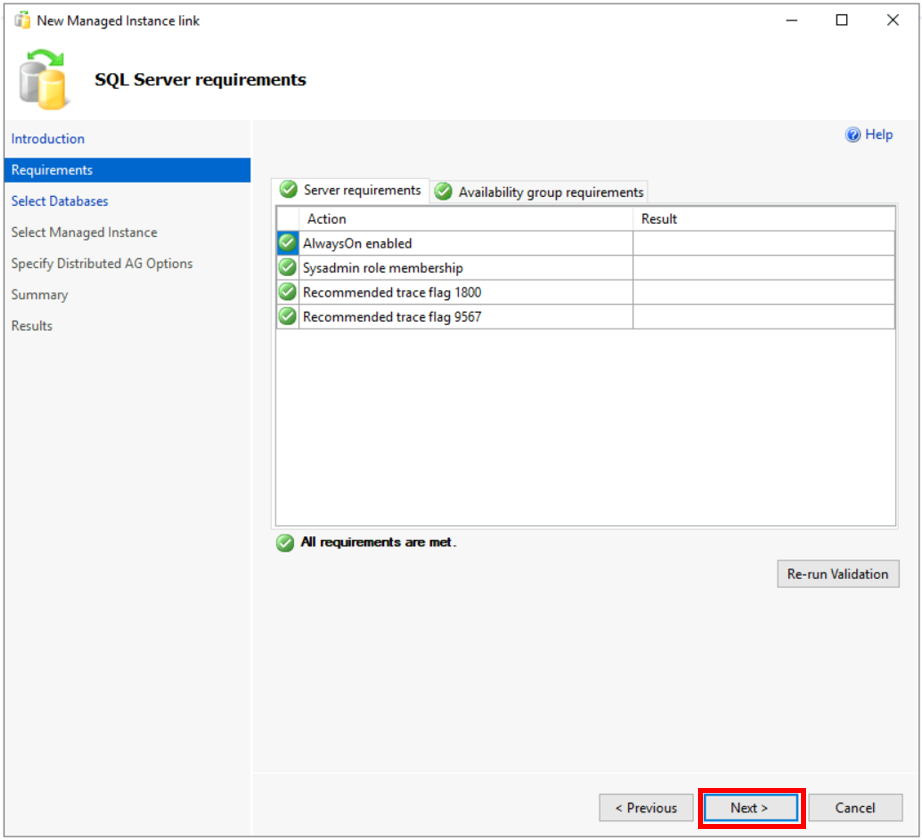 New Managed Instance link
SQL Server requirements
Introduction
Requirements
Select Databases
Select Managed Instance
Specify Distributed AG Options
Summary
Results
Help
Server requirements
Availability group requirements
Action Result
AlwaysOn enabled
Sysadmin role membership
Recommended trace flag 1800
Recommended trace flag 9567
All requirements are met.
Re-run Validation
< Previous
Next >
Cancel